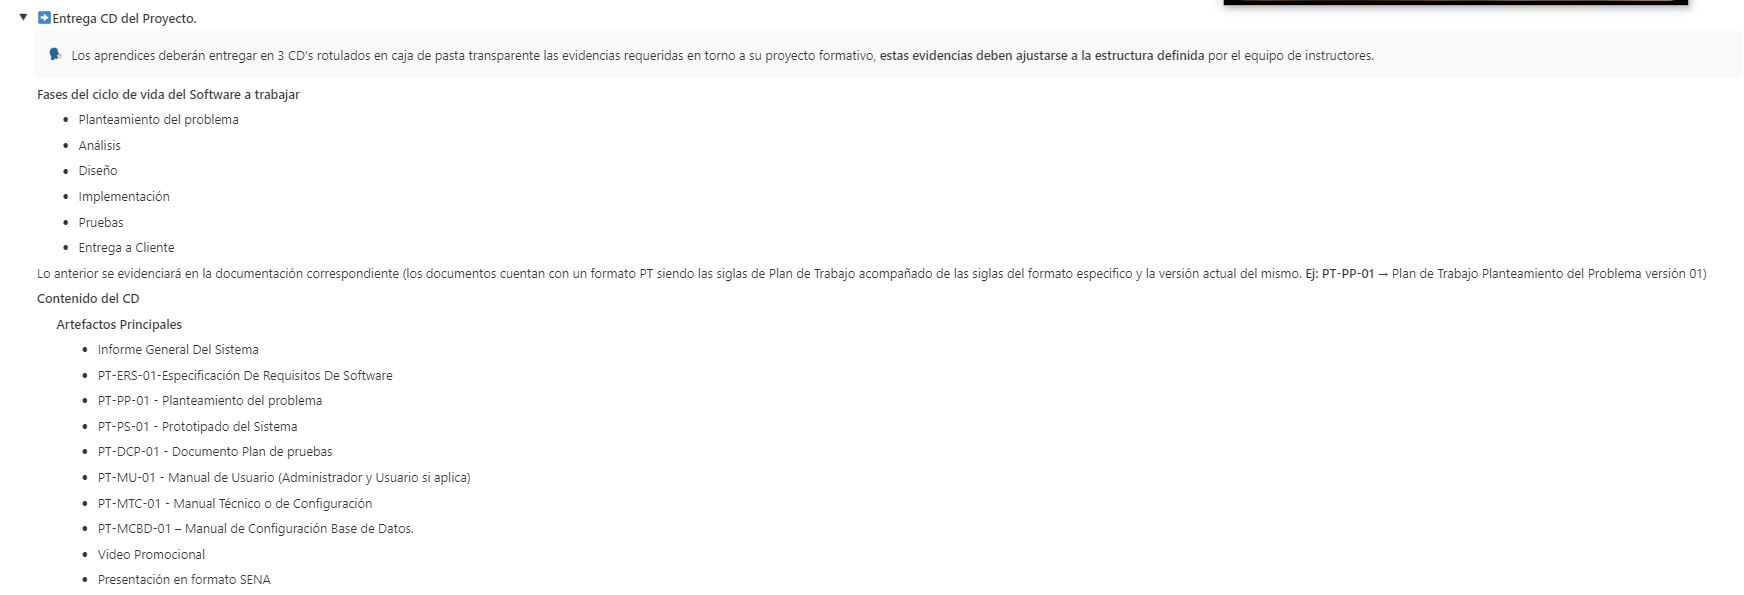 ▼ ➡Entrega CD del Proyecto.
Los aprendices deberán entregar en 3 CD's rotulados en caja de pasta transparente las evidencias requeridas en torno a su proyecto formativo, estas evidencias deben ajustarse a la estructura definida por el equipo de instructores.
Fases del ciclo de vida del Software a trabajar
• Planteamiento del problema
• Análisis
• Diseño
• Implementación
• Pruebas
• Entrega a Cliente
Lo anterior se evidenciará en la documentación correspondiente (los documentos cuentan con un formato PT siendo las siglas de Plan de Trabajo acompañado de las siglas del formato especifico y la versión actual del mismo. Ej: PT-PP-01 → Plan de Trabajo Planteamiento del Problema versión 01)
Contenido del CD
Artefactos Principales
• Informe General Del Sistema
• PT-ERS-01-Especificación De Requisitos De Software
• PT-PP-01 - Planteamiento del problema
• PT-PS-01 - Prototipado del Sistema
• PT-DCP-01 - Documento Plan de pruebas
• PT-MU-01 - Manual de Usuario (Administrador y Usuario si aplica)
• PT-MTC-01 - Manual Técnico o de Configuración
• PT-MCBD-01 – Manual de Configuración Base de Datos.
• Video Promocional
• Presentación en formato SENA